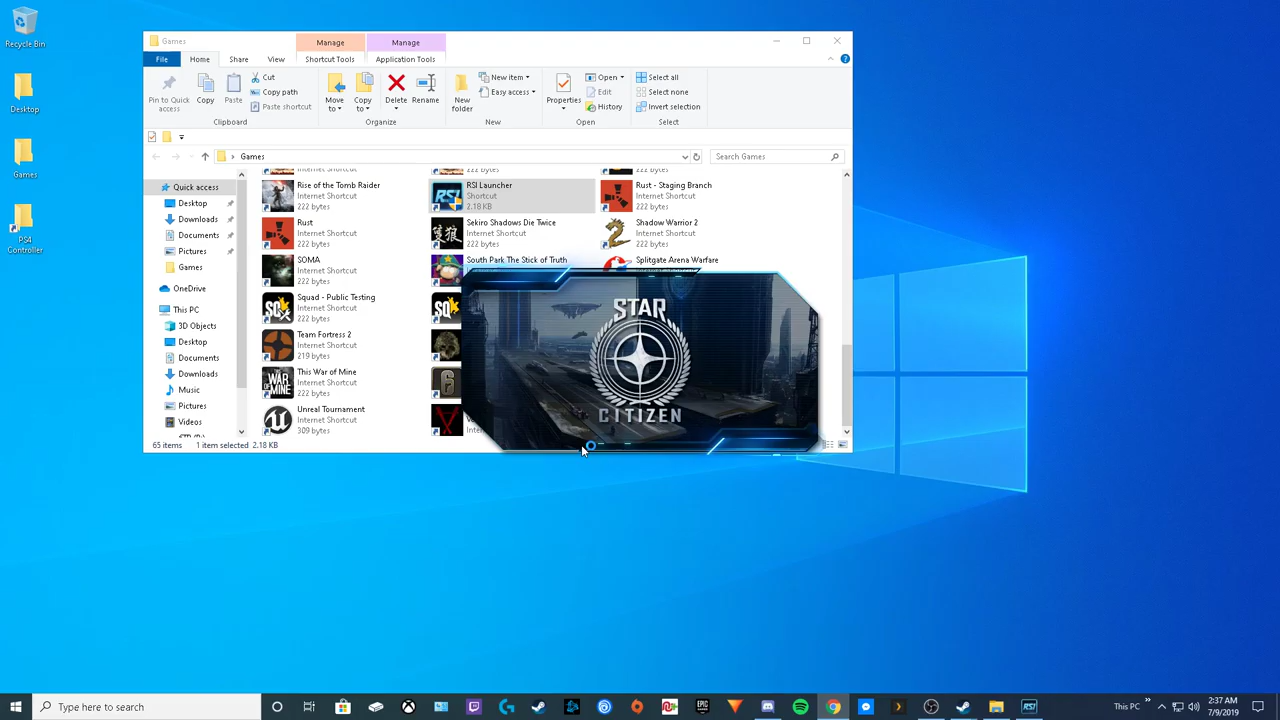 Recycle Bin
Desktop
Games
PS4
Controller
Games
Manage
Manage
File
Home
Share
View
Shortcut Tools
Application Tools
Pin to Quick
access
Copy
Paste
Cut
Copy path
Paste shortcut
Clipboard
Move
to
Copy
to
Delete
Rename
Organize
New
folder
New item
Easy access
New
Properties
Open
Edit
History
Open
Select all
Select none
Invert selection
Select
Games
Search Games
Quick access
Desktop
Downloads
Documents
Pictures
Games
OneDrive
This PC
3D Objects
Desktop
Documents
Downloads
Music
Pictures
Videos
222 bytes
222 bytes
222 bytes
Rise of the Tomb Raider
Internet Shortcut
222 bytes
RSI
RSI Launcher
Shortcut
2.18 KB
Rust - Staging Branch
Internet Shortcut
222 bytes
Rust
Internet Shortcut
222 bytes
Sekiro Shadows Die Twice
Internet Shortcut
222 bytes
Shadow Warrior 2
Internet Shortcut
222 bytes
SOMA
Internet Shortcut
222 bytes
South Park The Stick of Truth
Splitgate Arena Warfare
Squad - Public Testing
Internet Shortcut
222 bytes
Team Fortress 2
Internet Shortcut
219 bytes
This War of Mine
Internet Shortcut
222 bytes
Unreal Tournament
Internet Shortcut
309 bytes
STAR
CITIZEN
65 items
1 item selected 2.18 KB
Type here to search
RSI
This PC
2:37 AM
7/9/2019